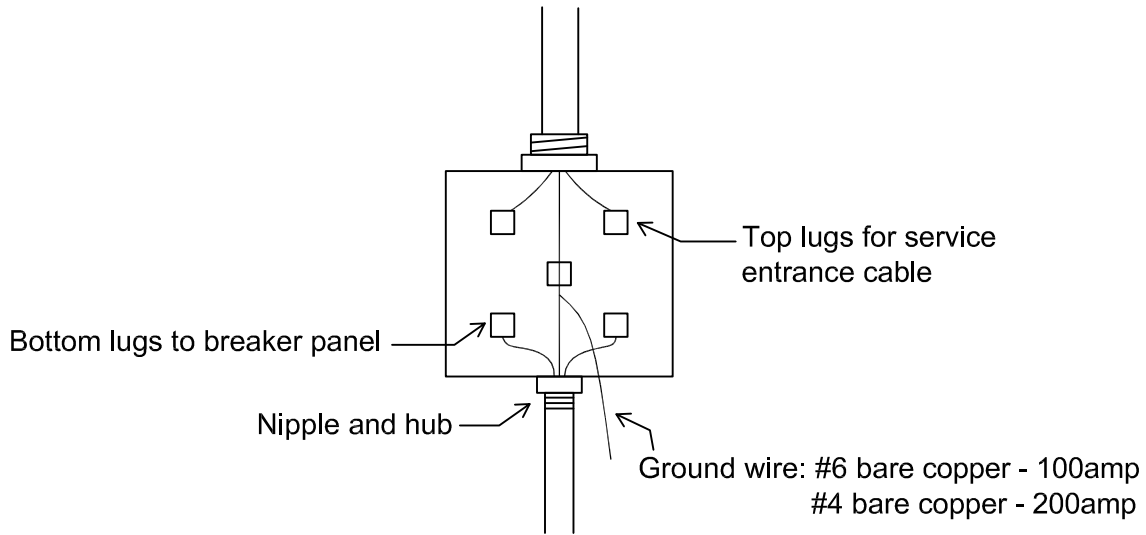 Top lugs for service
entrance cable
Bottom lugs to breaker panel
Nipple and hub
Ground wire: #6 bare copper - 100amp
#4 bare copper - 200amp